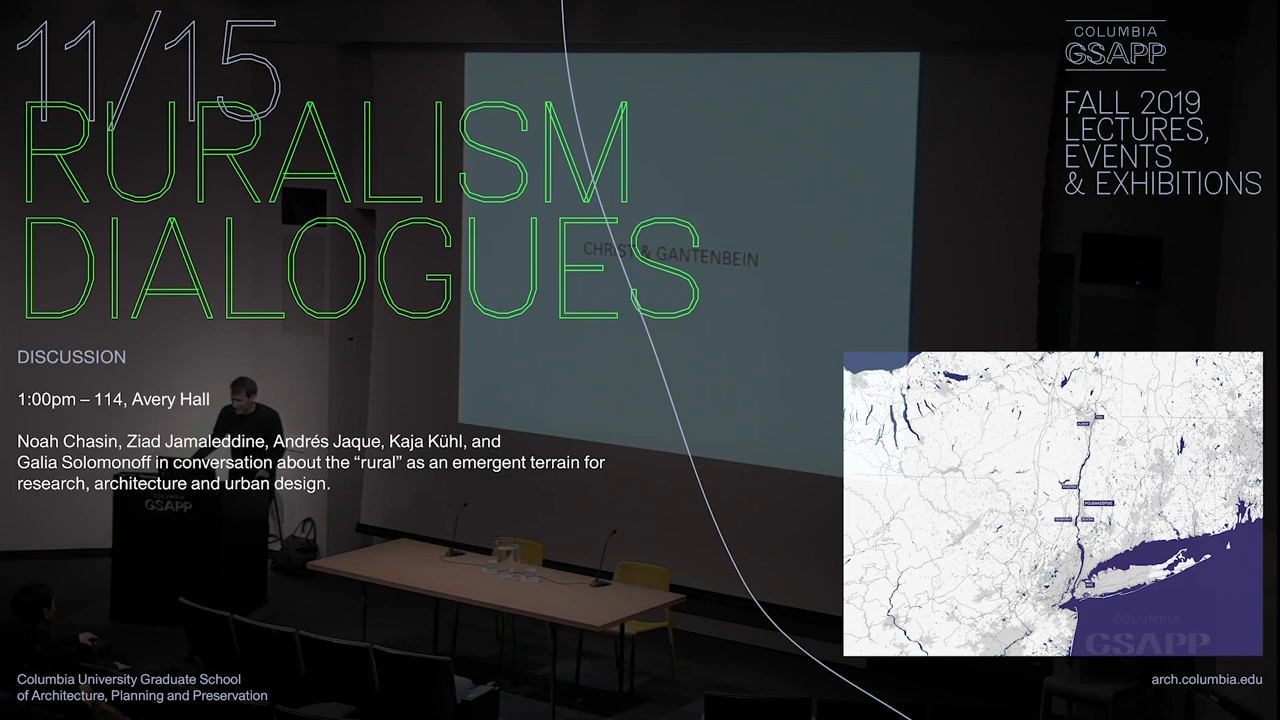 11/15
RURALISM
DIALOGUES
COLUMBIA
GSAPP
FALL 2019
LECTURES,
EVENTS
& EXHIBITIONS
CHRIST & GANTENBEIN
DISCUSSION
1:00pm – 114, Avery Hall
Noah Chasin, Ziad Jamaleddine, Andrés Jaque, Kaja Kühl, and
Galia Solomonoff in conversation about the “rural” as an emergent terrain for
research, architecture and urban design.
COLUMBIA
GSAPP
POUGHKEEPSIE
COLUMBIA
GSAPP
Columbia University Graduate School
of Architecture, Planning and Preservation
arch.columbia.edu